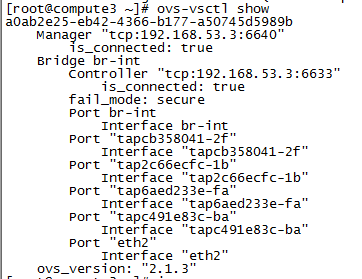 [root@compute3 ~]# ovs-vsctl show
a0ab2e25-eb42-4366-b177-a50745d5989b
    Manager "tcp:192.168.53.3:6640"
        is_connected: true
    Bridge br-int
        Controller "tcp:192.168.53.3:6633"
            is_connected: true
        fail_mode: secure
        Port br-int
            Interface br-int
        Port "tapcb358041-2f"
            Interface "tapcb358041-2f"
        Port "tap2c66ecfc-1b"
            Interface "tap2c66ecfc-1b"
        Port "tap6aed233e-fa"
            Interface "tap6aed233e-fa"
        Port "tapc491e83c-ba"
            Interface "tapc491e83c-ba"
        Port "eth2"
            Interface "eth2"
    ovs_version: "2.1.3"